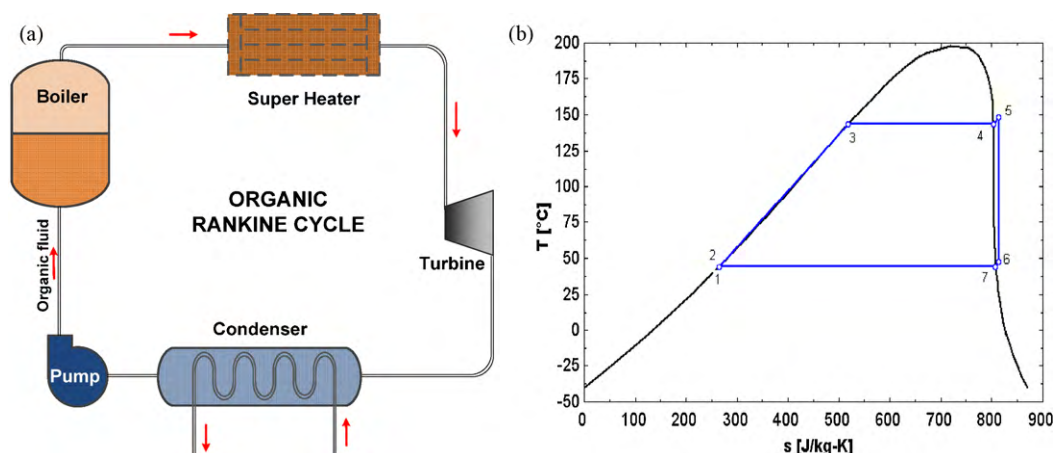 (a)
Boiler
Super Heater
ORGANIC
RANKINE CYCLE
Turbine
Organic fluid
Condenser
Pump
(b)
200
175
150
125
100
75
50
25
0
-25
-50
T [°C]
0 100 200 300 400 500 600 700 800 900
s [J/kg-K]
1
2
3
4
5
6
7